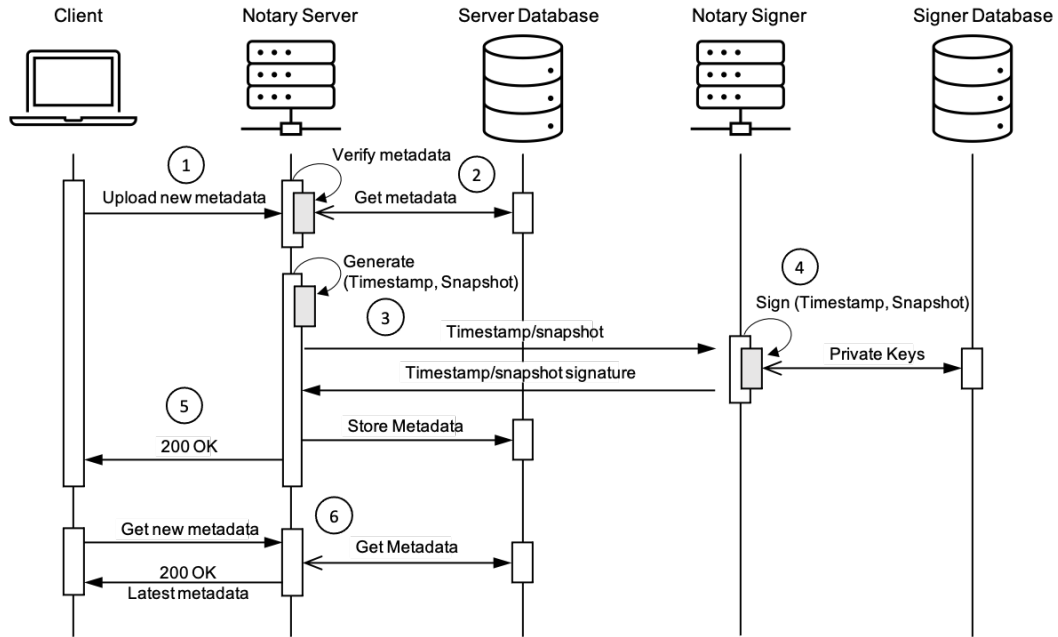 Client
Notary Server
Server Database
Notary Signer
Signer Database
1
Verify metadata
2
Upload new metadata
Get metadata
Generate
(Timestamp, Snapshot)
4
Sign (Timestamp, Snapshot)
3
Timestamp/snapshot
Private Keys
Timestamp/snapshot signature
5
Store Metadata
200 OK
6
Get new metadata
Get Metadata
200 OK
Latest metadata